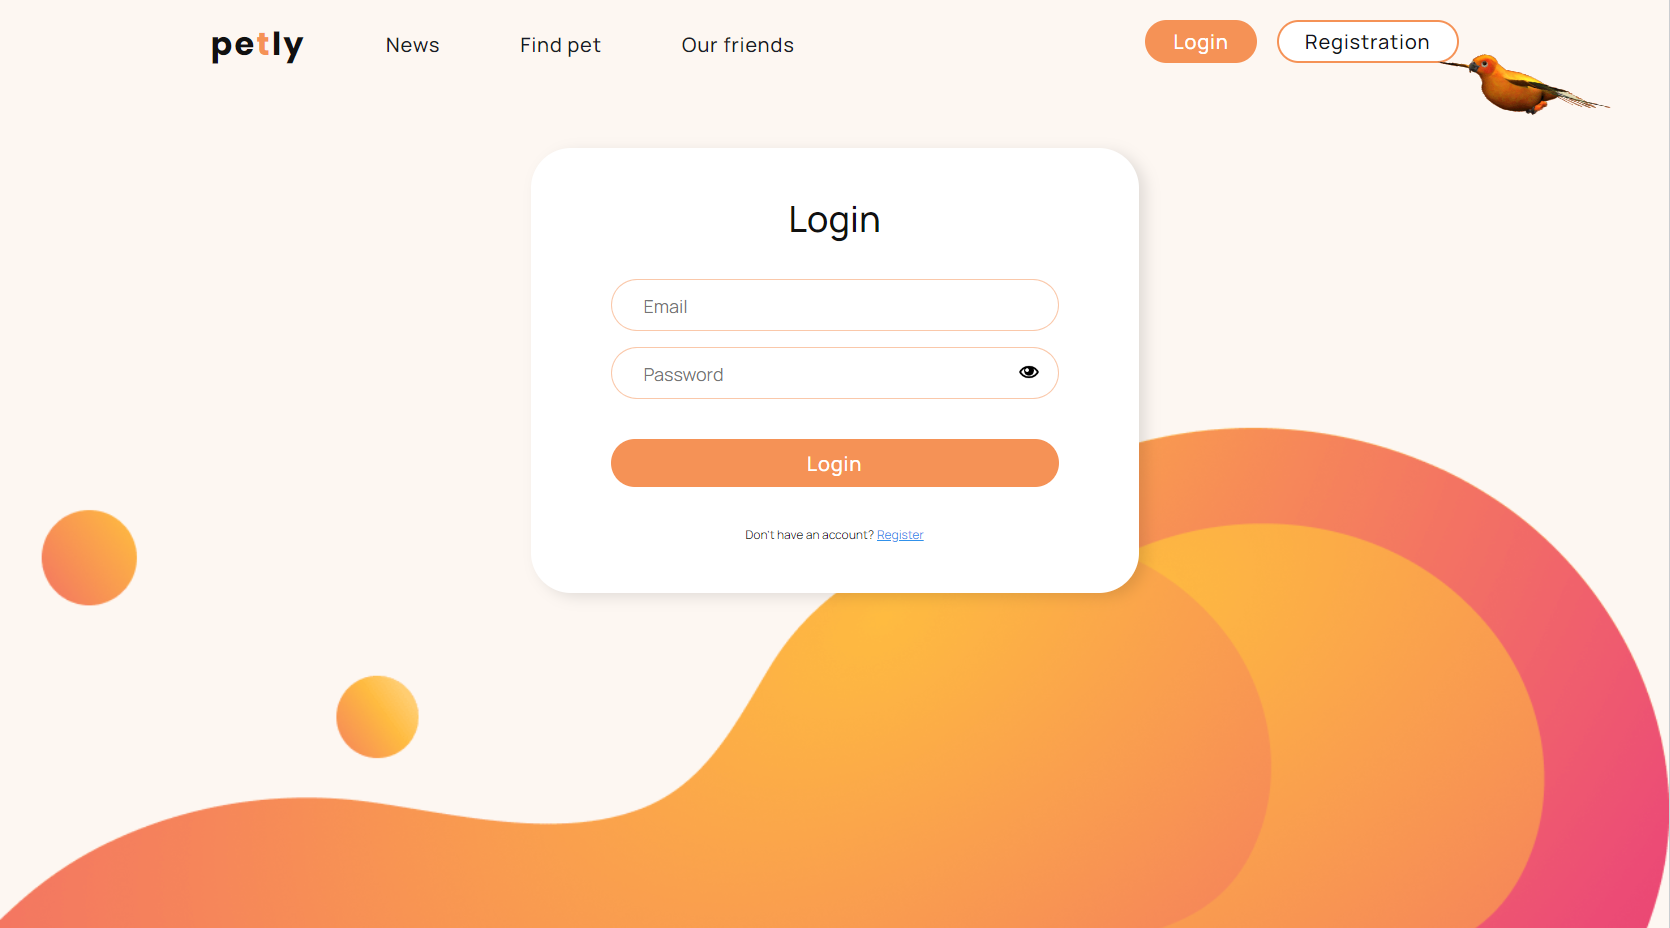 petly News Find pet Our friends Login Registration
Login
Email
Password
Login
Don't have an account? Register